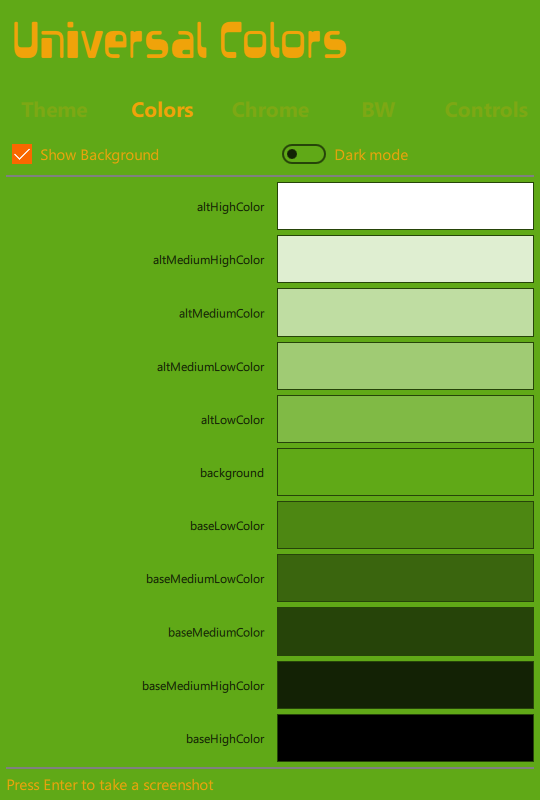 Universal Colors
Theme Colors Chrome BW Controls
Show Background Dark mode
altHighColor
altMediumHighColor
altMediumColor
altMediumLowColor
altLowColor
background
baseLowColor
baseMediumLowColor
baseMediumColor
baseMediumHighColor
baseHighColor
Press Enter to take a screenshot